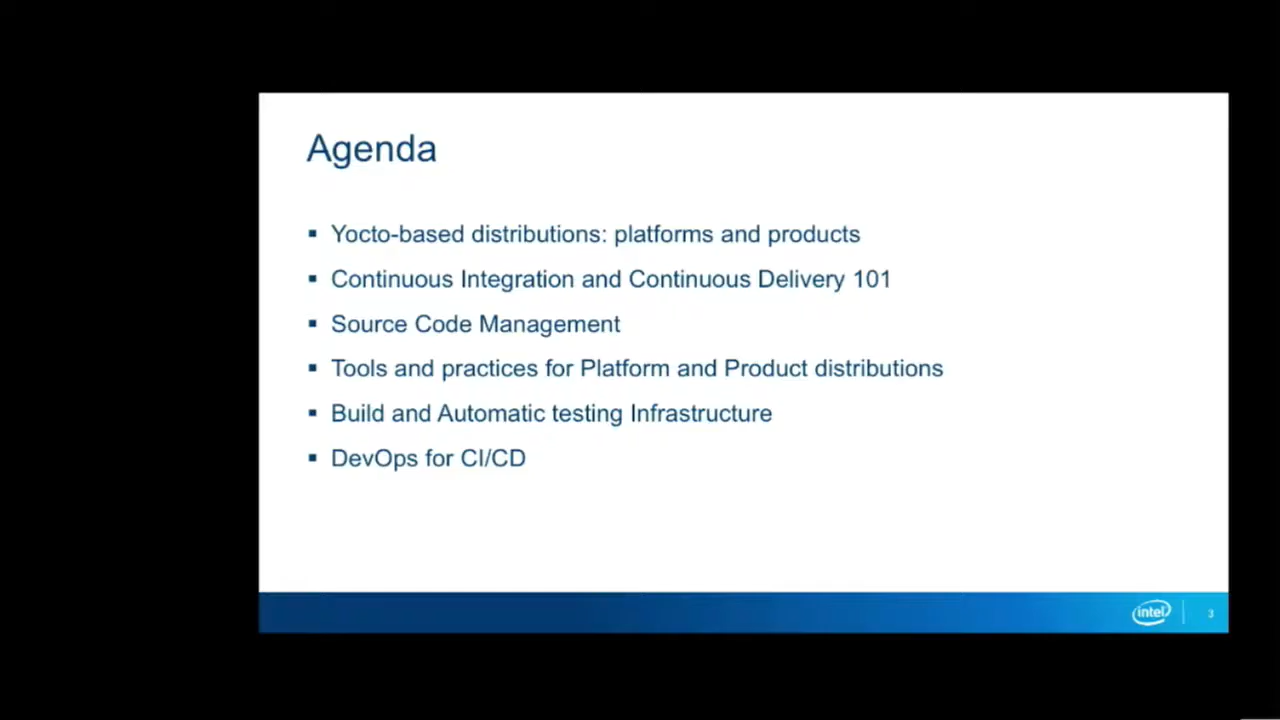 Agenda
▪ Yocto-based distributions: platforms and products
▪ Continuous Integration and Continuous Delivery 101
▪ Source Code Management
▪ Tools and practices for Platform and Product distributions
▪ Build and Automatic testing Infrastructure
▪ DevOps for CI/CD
intel
3